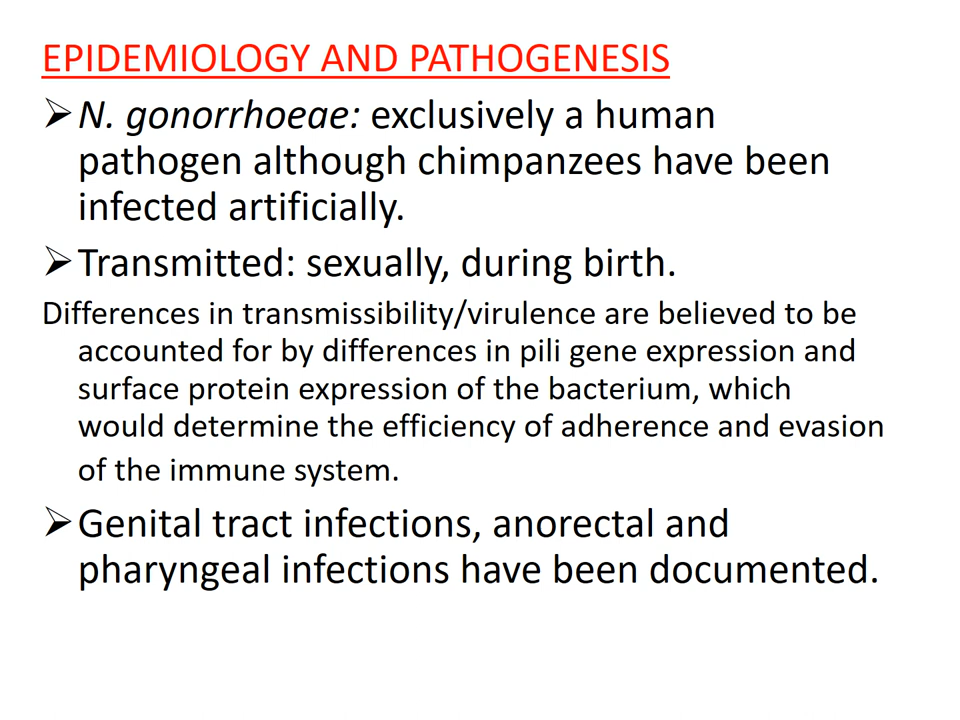 EPIDEMIOLOGY AND PATHOGENESIS
➢N. gonorrhoeae: exclusively a human
pathogen although chimpanzees have been
infected artificially.
➢Transmitted: sexually, during birth.
Differences in transmissibility/virulence are believed to be
accounted for by differences in pili gene expression and
surface protein expression of the bacterium, which
would determine the efficiency of adherence and evasion
of the immune system.
➢Genital tract infections, anorectal and
pharyngeal infections have been documented.